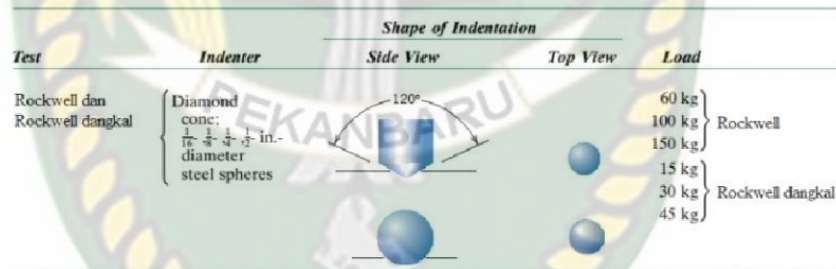 Shape of Indentation
Test Indenter Side View Top View Load
Rockwell dan
Rockwell dangkal
Diamond
cone:
1/16- 1/8- 1/4- 1/2- in.-
diameter
steel spheres
120°
60 kg
100 kg
150 kg
Rockwell
15 kg
30 kg
45 kg
Rockwell dangkal
PEKANBARU